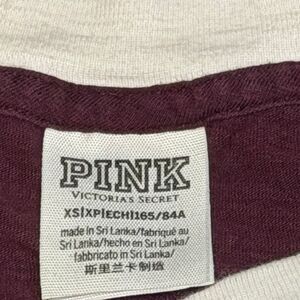 PINK
VICTORIA'S SECRET
XS|XP|ECH|165/84A
made in Sri Lanka/fabriqué au
Sri Lanka/hecho en Sri Lanka/
fabbricato in Sri Lanka/
斯里兰卡制造